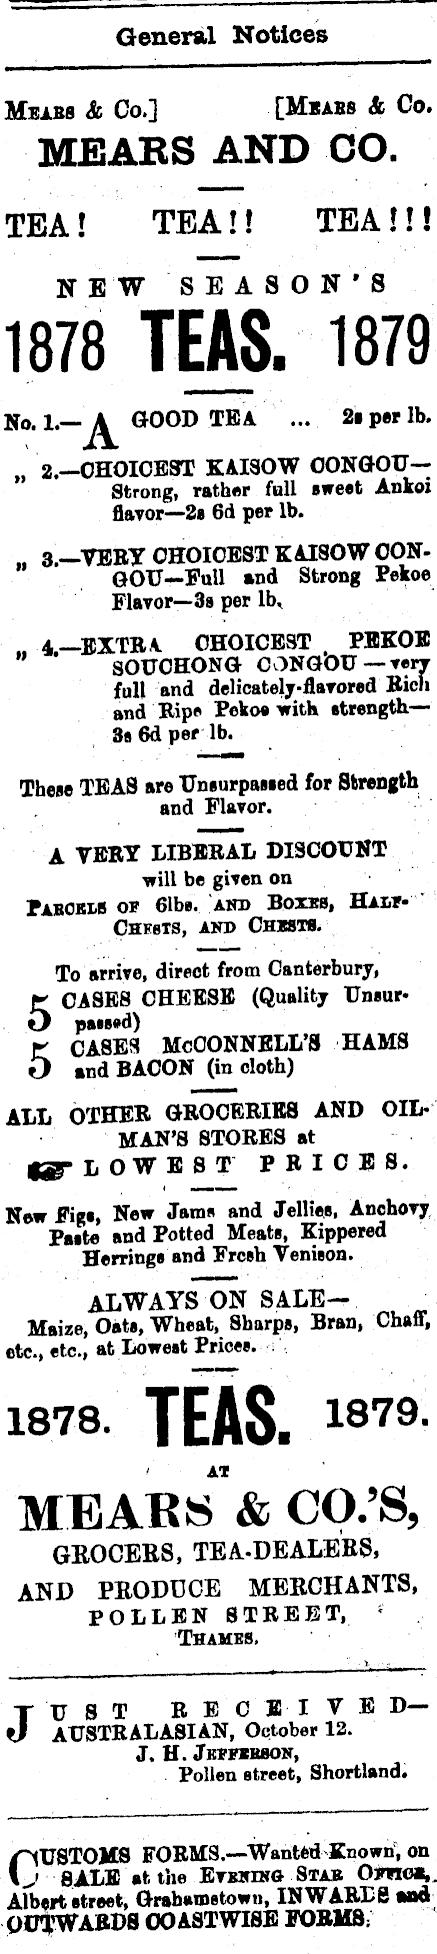 General Notices
MEARS & Co.] [MEARS & Co.
MEARS AND CO.
TEA! TEA!! TEA!!!
NEW SEASON'S
1878 TEAS. 1879
No. 1.—A GOOD TEA ... 2s per lb.
„ 2.—CHOICEST KAISOW CONGOU—
Strong, rather full sweet Ankoi
flavor—2s 6d per lb.
„ 3.—VERY CHOICEST KAISOW CON-
GOU—Full and Strong Pekoe
Flavor—3s per lb.
„ 4.—EXTRA CHOICEST PEKOE
SOUCHONG CONGOU—very
full and delicately-flavored Rich
and Ripe Pekoe with strength—
3s 6d per lb.
These TEAS are Unsurpassed for Strength
and Flavor.
A VERY LIBERAL DISCOUNT
will be given on
PARCELS OF 6lbs. AND BOXES, HALF-
CHESTS, AND CHESTS.
To arrive, direct from Canterbury,
5 CASES CHEESE (Quality Unsur-
passed)
5 CASES McCONNELL'S HAMS
and BACON (in cloth)
ALL OTHER GROCERIES AND OIL-
MAN'S STORES at
☞ LOWEST PRICES.
New Figs, New Jams and Jellies, Anchovy
Paste and Potted Meats, Kippered
Herrings and Fresh Venison.
ALWAYS ON SALE—
Maize, Oats, Wheat, Sharps, Bran, Chaff,
etc., etc., at Lowest Prices.
1878. TEAS. 1879.
AT
MEARS & CO.'S,
GROCERS, TEA-DEALERS,
AND PRODUCE MERCHANTS,
POLLEN STREET,
THAMES.
JUST RECEIVED—
AUSTRALASIAN, October 12.
J. H. JEFFERSON,
Pollen street, Shortland.
CUSTOMS FORMS.—Wanted Known, on
SALE at the EVENING STAR OFFICE,
Albert street, Grahamstown, INWARDS and
OUTWARDS COASTWISE FORMS.